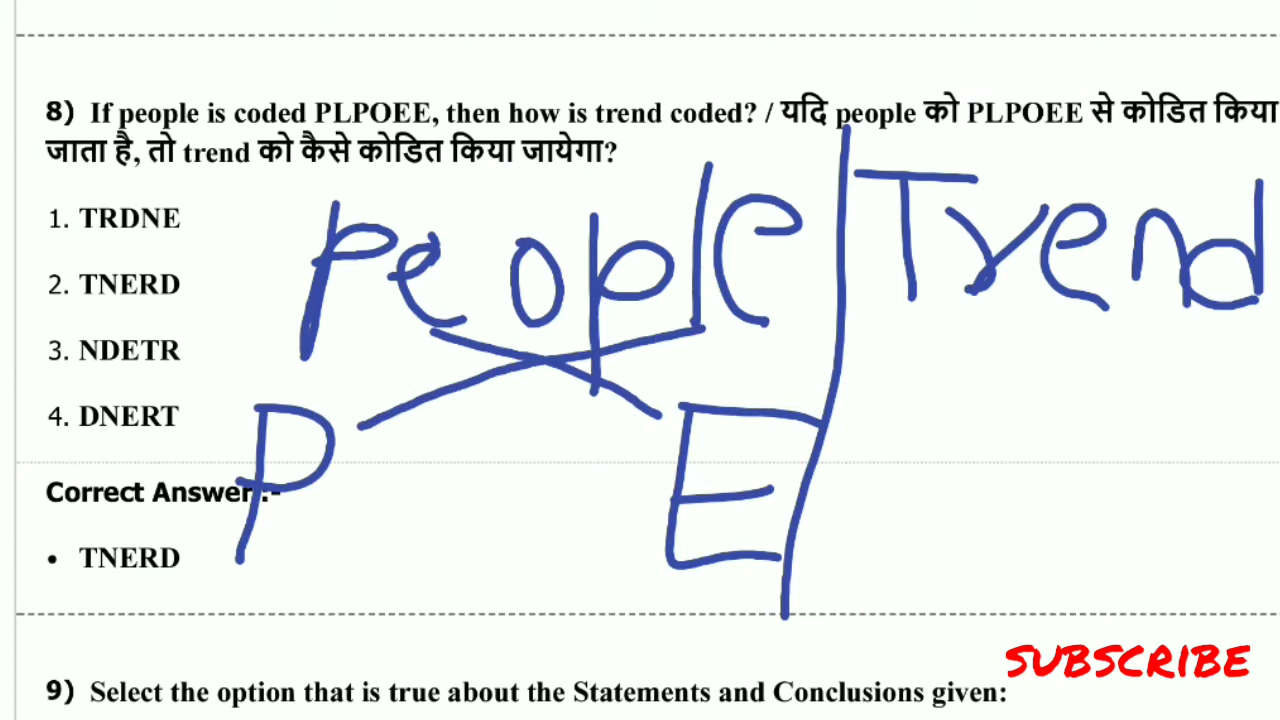 8) If people is coded PLPOEE, then how is trend coded? / यदि people को PLPOEE से कोडित किया
जाता है, तो trend को कैसे कोडित किया जायेगा?
1. TRDNE
2. TNERD
3. NDETR
4. DNERT
people Trend
P E
Correct Answer :-
• TNERD
SUBSCRIBE
9) Select the option that is true about the Statements and Conclusions given: